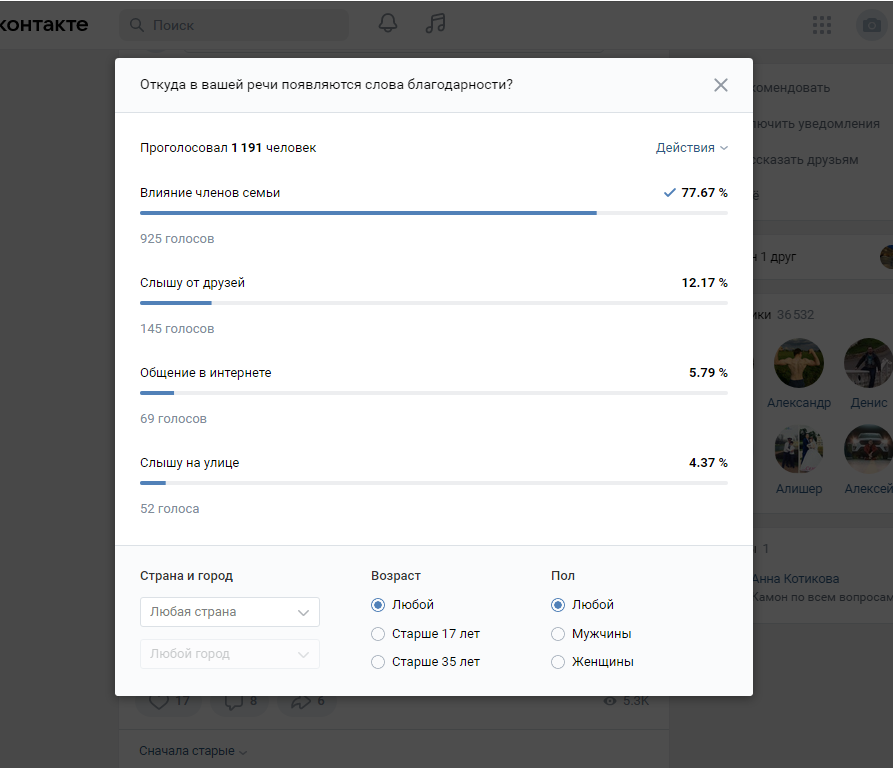 контакте
Поиск
Откуда в вашей речи появляются слова благодарности?
Проголосовал 1 191 человек
Действия
Влияние членов семьи
77.67 %
925 голосов
Слышу от друзей
12.17 %
145 голосов
Общение в интернете
5.79 %
69 голосов
Слышу на улице
4.37 %
52 голоса
Страна и город
Возраст
Пол
Любая страна
Любой
Любой
Старше 17 лет
Мужчины
Любой город
Старше 35 лет
Женщины
комендовать
лючить уведомления
ссказать друзьям
ё
н 1 друг
ики 36 532
Александр
Денис
Алишер
Алексей
1
Анна Котикова
Камон по всем вопросам
17
8
6
5.3K
Сначала старые